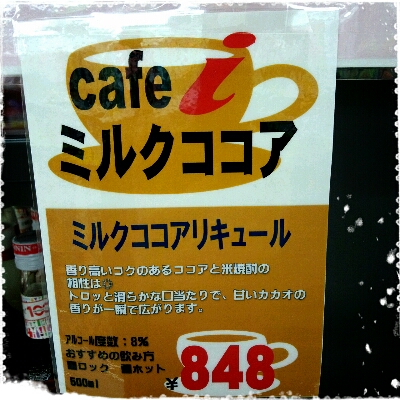 cafe i
ミルクココア
ミルクココアリキュール
香り高いコクのあるココアと米焼酎の
相性は◎
トロッと滑らかな口当たりで、甘いカカオの
香りが一瞬で広がります。
アルコール度数：8%
おすすめの飲み方
■ロック ■ホット
500ml
¥848